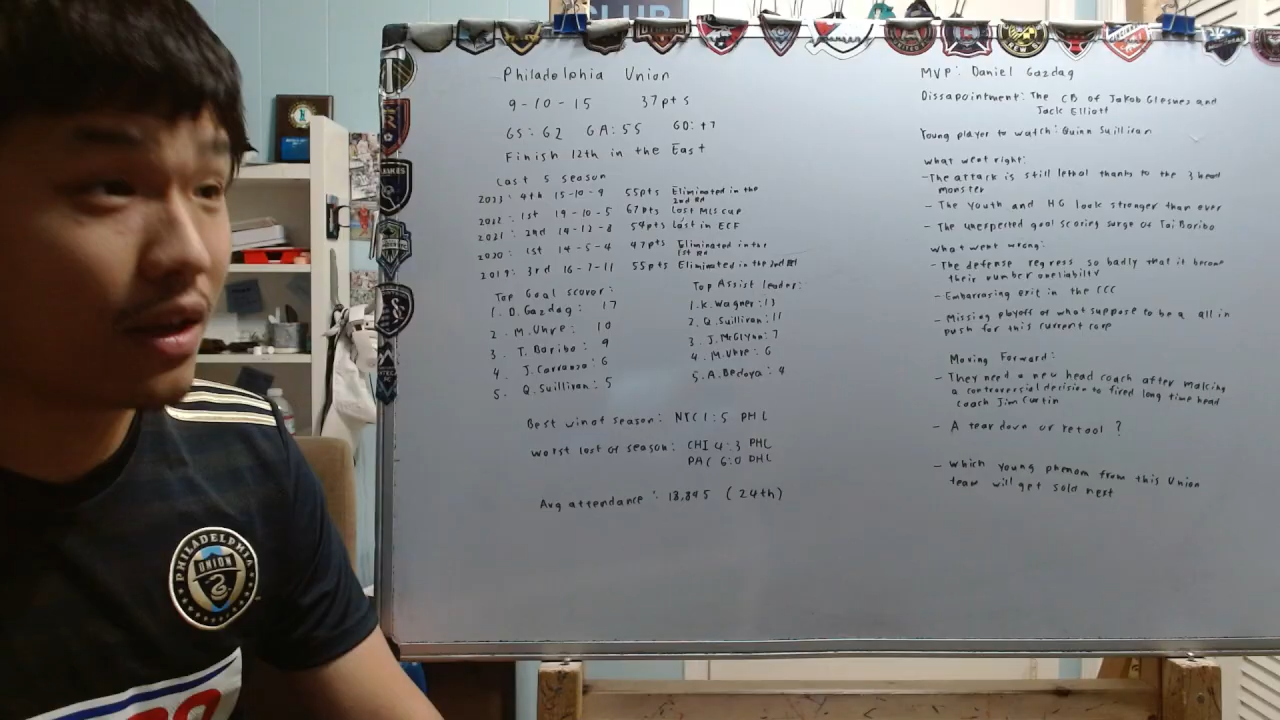 CLUB
Philadelphia Union
9-10-15 37pts
GS: 62 GA: 55 GD: +7
Finish 12th in the East
Last 5 season
2023: 4th 15-10-9 55pts Eliminated in the
2nd Rd
2022: 1st 19-10-5 67pts Lost MLS cup
2021: 2nd 14-12-8 54pts Last in ECF
2020: 1st 14-5-4 47pts Eliminated in the
1st Rd
2019: 3rd 16-7-11 55pts Eliminated in the 2nd Rd
Top Goal scorer:
1. D. Gazdag: 17
2. M. Uhre: 10
3. T. Baribo: 9
4. J. Carranza: 6
5. Q. Suillivan: 5
Top Assist leader:
1. K. Wagner: 13
2. Q. Suillivan: 11
3. J. McGlynn: 7
4. M. Uhre: 6
5. A. Bedoya: 4
Best win of season: NYC 1:5 PHL
Worst lost of season: CHI 4:3 PHL
PAC 6:0 PHL
Avg attendance: 18,845 (24th)
MVP: Daniel Gazdag
Dissapointment: The CB of Jakob Glesnes and
Jack Elliott
Young player to watch: Quinn Suillivan
What went right:
- The attack is still lethal thanks to the 3 head
monster
- The youth and HG look stronger than ever
- The unexpected goal scoring surge of Tai Baribo
What went wrong:
- The defense regress so badly that it become
their number oneliability
- Embarrasing exit in the CCC
- Missing playoff of what suppose to be a all in
push for this current core
Moving Forward:
- They need a new head coach after making
a controversial decision to fired long time head
coach Jim Curtin
- A tear down or retool?
- Which young phenom from this Union
team will get sold next
PHILADELPHIA
UNION